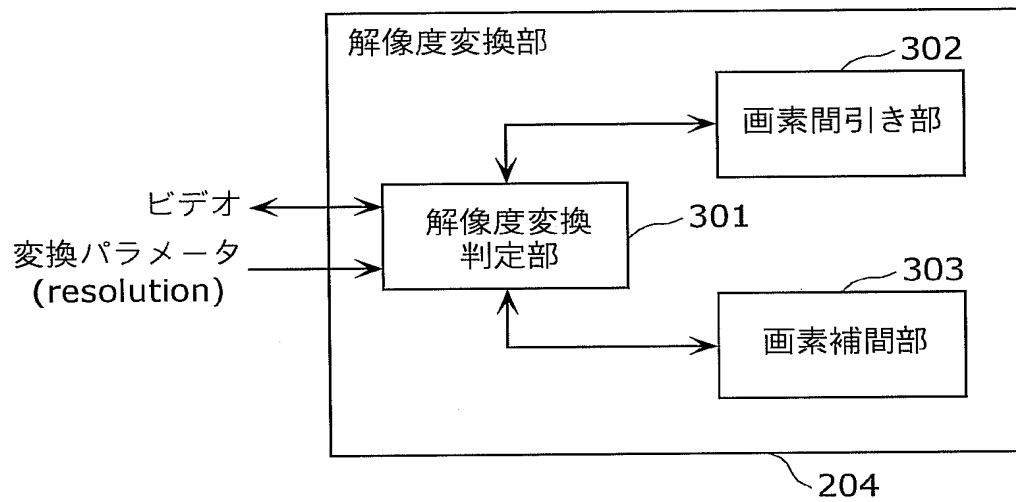 解像度変換部
302
画素間引き部
ビデオ
変換パラメータ
(resolution)
解像度変換
判定部
301
303
画素補間部
204